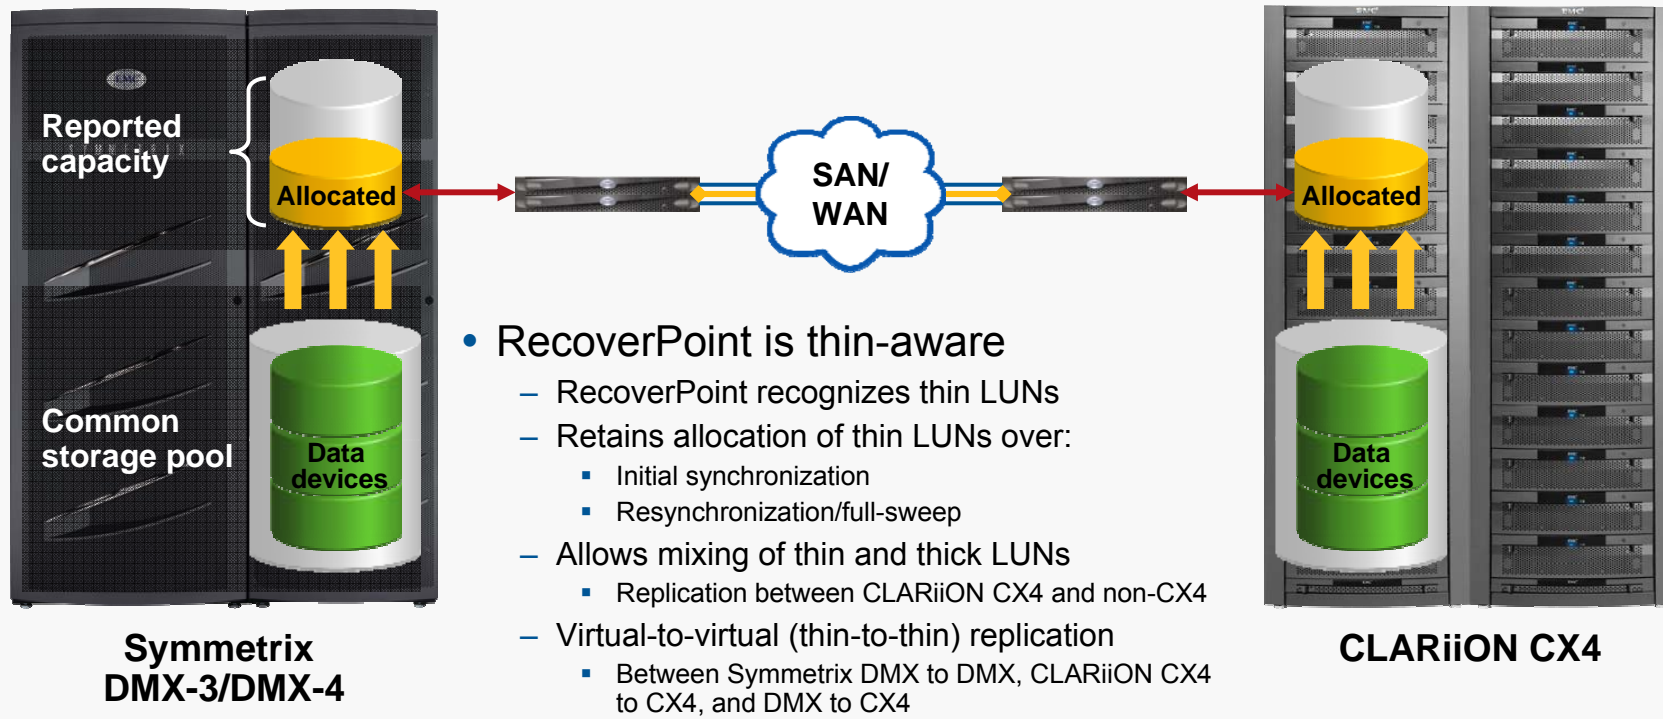 Reported
capacity
Allocated
SAN/
WAN
Allocated
EMC²
EMC²
Common
storage pool
Data
devices
Data
devices
• RecoverPoint is thin-aware
– RecoverPoint recognizes thin LUNs
– Retains allocation of thin LUNs over:
▪ Initial synchronization
▪ Resynchronization/full-sweep
– Allows mixing of thin and thick LUNs
▪ Replication between CLARiiON CX4 and non-CX4
– Virtual-to-virtual (thin-to-thin) replication
▪ Between Symmetrix DMX to DMX, CLARiiON CX4
to CX4, and DMX to CX4
Symmetrix
DMX-3/DMX-4
CLARiiON CX4